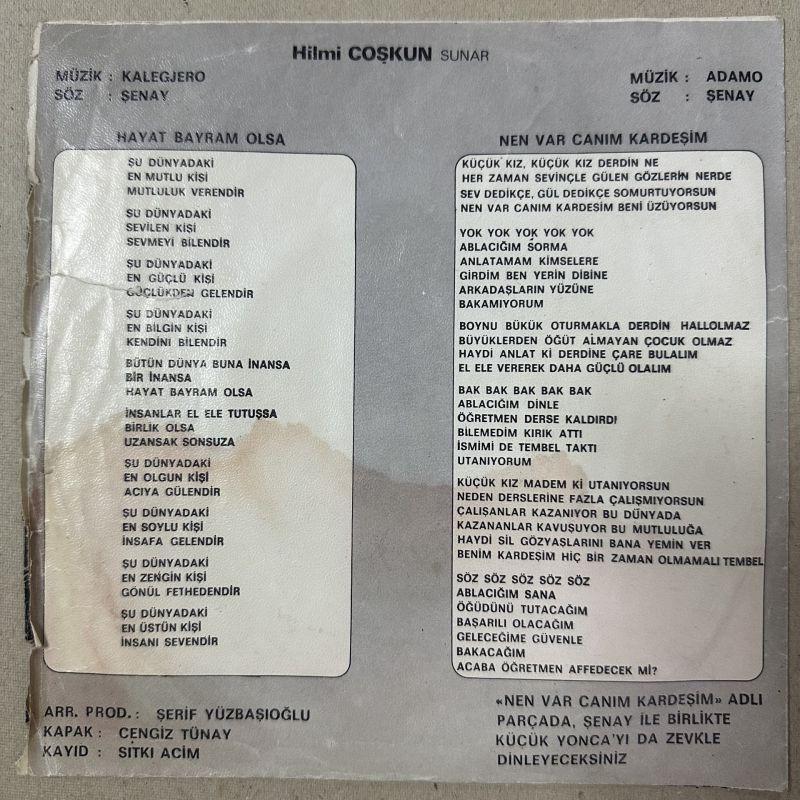 Hilmi COŞKUN SUNAR
MÜZİK : KALEGJERO
SÖZ : ŞENAY
HAYAT BAYRAM OLSA
ŞU DÜNYADAKİ
EN MUTLU KİŞİ
MUTLULUK VERENDİR
ŞU DÜNYADAKİ
SEVİLEN KİŞİ
SEVMEYİ BİLENDİR
ŞU DÜNYADAKİ
EN GÜÇLÜ KİŞİ
GÜÇLÜKDEN GELENDİR
ŞU DÜNYADAKİ
EN BİLGİN KİŞİ
KENDİNİ BİLENDİR
BÜTÜN DÜNYA BUNA İNANSA
BİR İNANSA
HAYAT BAYRAM OLSA
İNSANLAR EL ELE TUTUŞSA
BİRLİK OLSA
UZANSAK SONSUZA
ŞU DÜNYADAKİ
EN OLGUN KİŞİ
ACIYA GÜLENDİR
ŞU DÜNYADAKİ
EN SOYLU KİŞİ
İNSAFA GELENDİR
ŞU DÜNYADAKİ
EN ZENGİN KİŞİ
GÖNÜL FETHEDENDİR
ŞU DÜNYADAKİ
EN ÜSTÜN KİŞİ
İNSANI SEVENDİR
ARR. PROD. : ŞERİF YÜZBAŞIOĞLU
KAPAK : CENGİZ TÜNAY
KAYID : SITKI ACİM
MÜZİK : ADAMO
SÖZ : ŞENAY
NEN VAR CANIM KARDEŞİM
KÜÇÜK KIZ, KÜÇÜK KIZ DERDİN NE
HER ZAMAN SEVİNÇLE GÜLEN GÖZLERİN NERDE
SEV DEDİKÇE, GÜL DEDİKÇE SOMURTUYORSUN
NEN VAR CANIM KARDEŞİM BENİ ÜZÜYORSUN
YOK YOK YOK YOK YOK
ABLACIĞIM SORMA
ANLATAMAM KİMSELERE
GİRDİM BEN YERİN DİBİNE
ARKADAŞLARIN YÜZÜNE
BAKAMIYORUM
BOYNU BÜKÜK OTURMAKLA DERDİN HALLOLMAZ
BÜYÜKLERDEN ÖĞÜT ALMAYAN ÇOCUK OLMAZ
HAYDİ ANLAT Kİ DERDİNE ÇARE BULALIM
EL ELE VEREREK DAHA GÜÇLÜ OLALIM
BAK BAK BAK BAK BAK
ABLACIĞIM DİNLE
ÖĞRETMEN DERSE KALDIRDI
BİLEMEDİM KIRIK ATTI
İSMİMİ DE TEMBEL TAKTI
UTANIYORUM
KÜÇÜK KIZ MADEM Kİ UTANIYORSUN
NEDEN DERSLERİNE FAZLA ÇALIŞMIYORSUN
ÇALIŞANLAR KAZANIYOR BU DÜNYADA
KAZANANLAR KAVUŞUYOR BU MUTLULUĞA
HAYDİ SİL GÖZYAŞLARINI BANA YEMİN VER
BENİM KARDEŞİM HİÇ BİR ZAMAN OLMAMALI TEMBEL
SÖZ SÖZ SÖZ SÖZ SÖZ
ABLACIĞIM SANA
ÖĞÜDÜNÜ TUTACAĞIM
BAŞARILI OLACAĞIM
GELECEĞİME GÜVENLE
BAKACAĞIM
ACABA ÖĞRETMEN AFFEDECEK Mİ?
«NEN VAR CANIM KARDEŞİM» ADLI
PARÇADA, ŞENAY İLE BİRLİKTE
KÜÇÜK YONCA'YI DA ZEVKLE
DİNLEYECEKSİNİZ